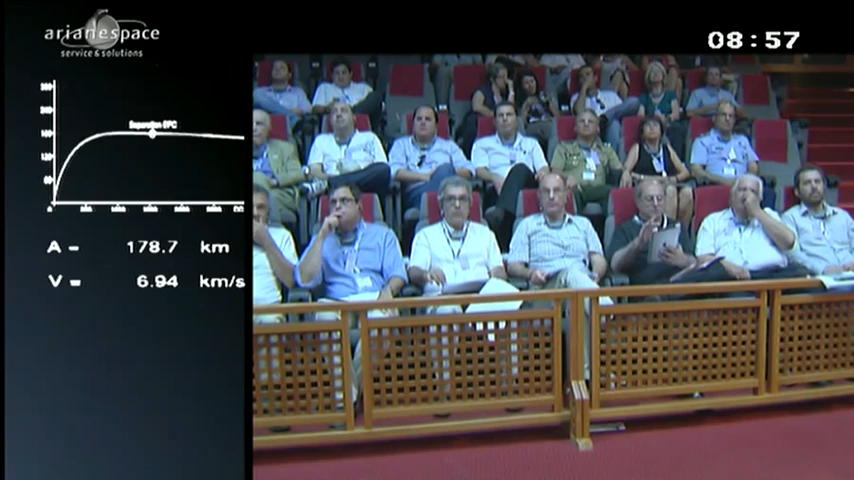 arianespace
service & solutions
08:57
Separation EPC
A = 178.7 km
V = 6.94 km/s